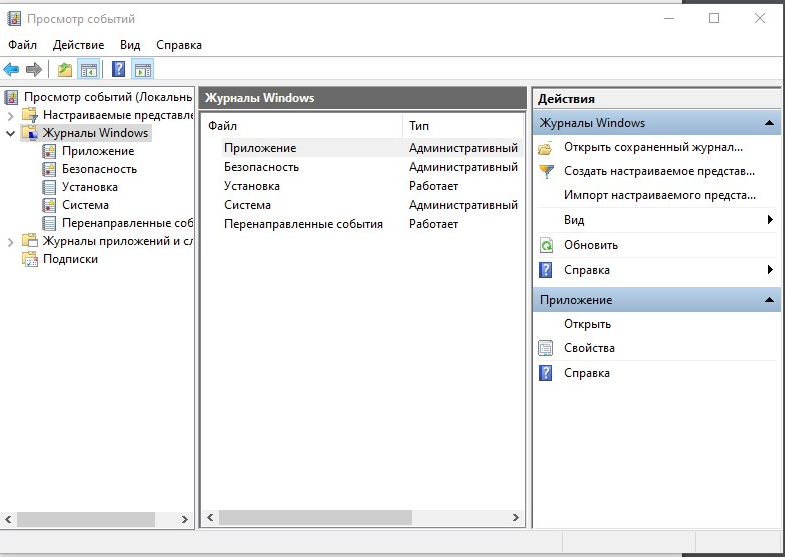 Просмотр событий
Файл Действие Вид Справка
Просмотр событий (Локальнь
Настраиваемые представле
Журналы Windows
Приложение
Безопасность
Установка
Система
Перенаправленные соб
Журналы приложений и сл
Подписки
Журналы Windows
Файл Тип
Приложение Административный
Безопасность Административный
Установка Работает
Система Административный
Перенаправленные события Работает
Действия
Журналы Windows
Открыть сохраненный журнал...
Создать настраиваемое представ...
Импорт настраиваемого предста...
Вид
Обновить
Справка
Приложение
Открыть
Свойства
Справка